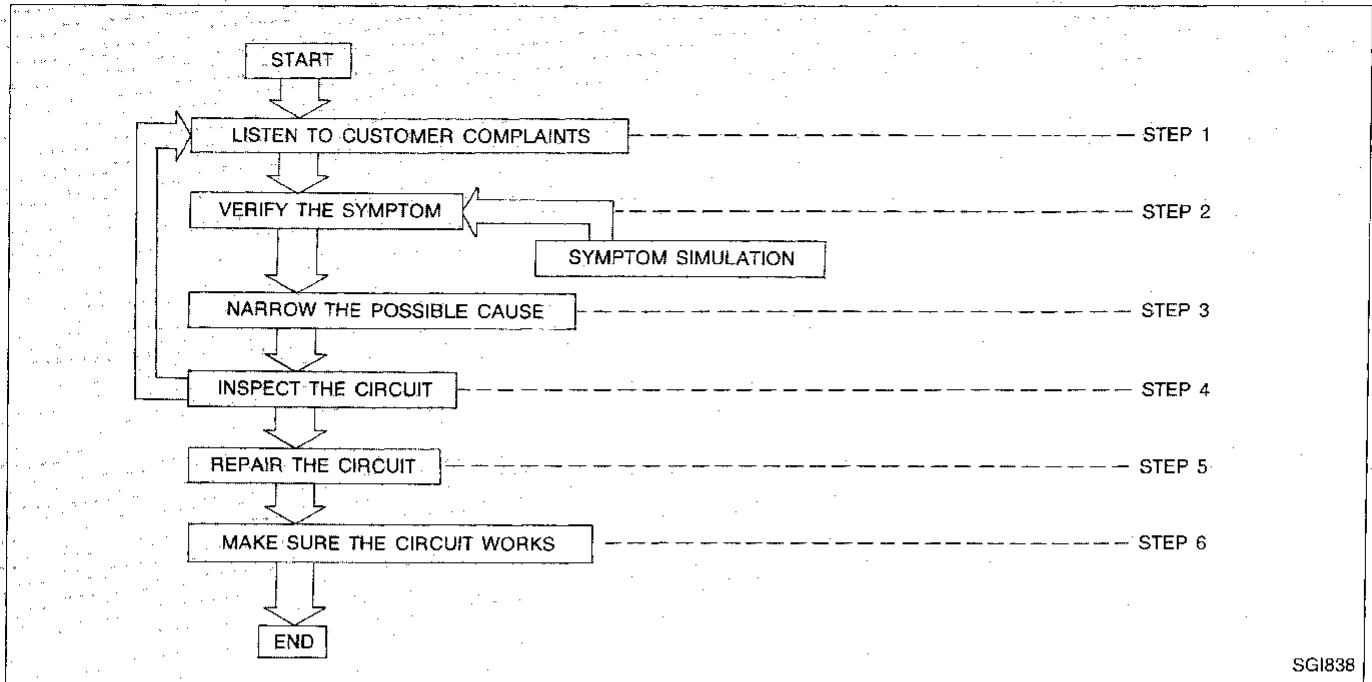 START
LISTEN TO CUSTOMER COMPLAINTS STEP 1
VERIFY THE SYMPTOM STEP 2
SYMPTOM SIMULATION
NARROW THE POSSIBLE CAUSE STEP 3
INSPECT THE CIRCUIT STEP 4
REPAIR THE CIRCUIT STEP 5
MAKE SURE THE CIRCUIT WORKS STEP 6
END
SGI838